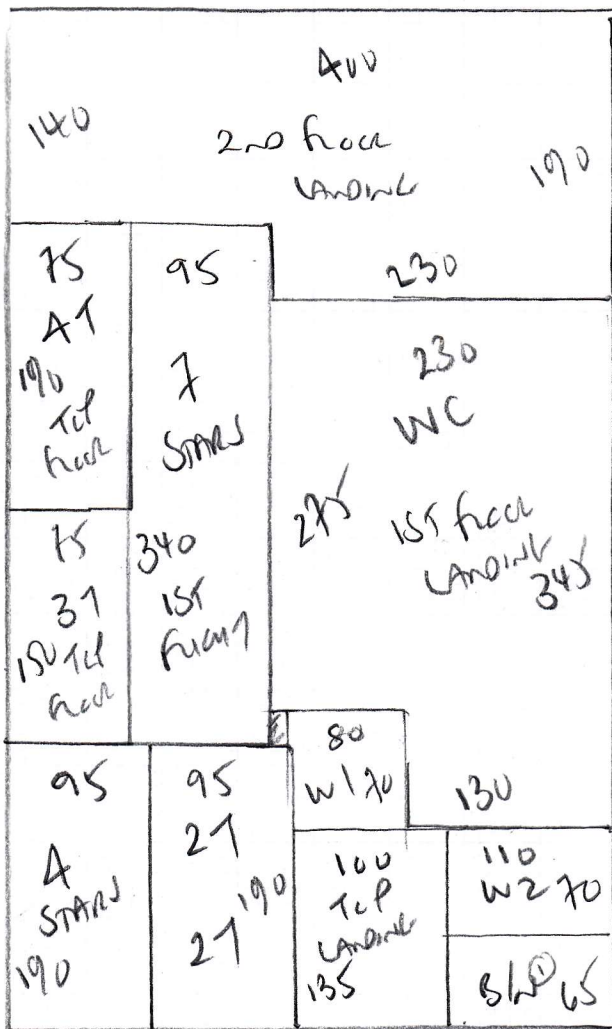 400
140
2ND FLOOR
LANDING
190
230
75
4T
190
TOP
FLOOR
95
7
STARS
340
1ST
FLIGHT
230
WC
275
1ST FLOOR
LANDING
345
75
3T
150 TOP
FLOOR
95
4
STARS
190
95
2T
190
2T
80
W1 70
130
100
TOP
LANDING
135
110
W2 70
65